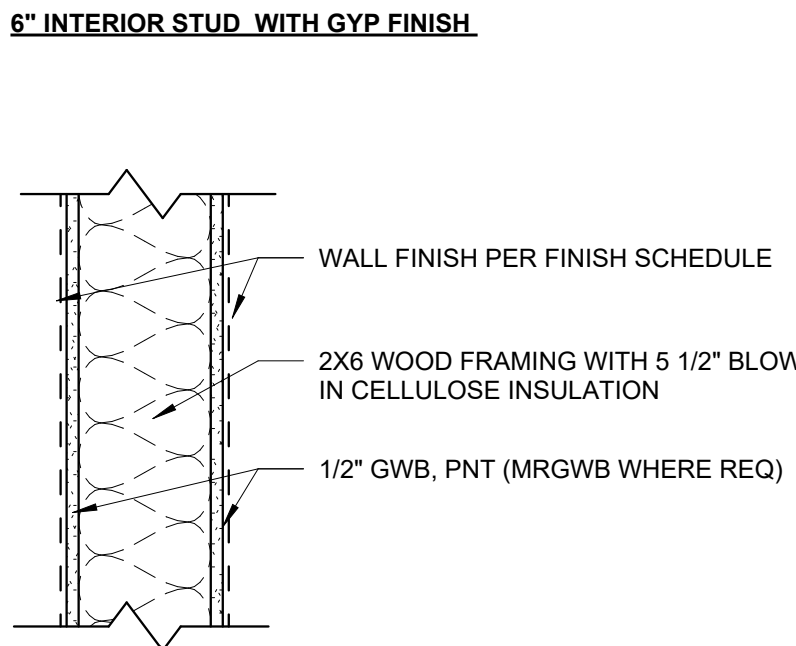 6" INTERIOR STUD WITH GYP FINISH
WALL FINISH PER FINISH SCHEDULE
2X6 WOOD FRAMING WITH 5 1/2" BLOW
IN CELLULOSE INSULATION
1/2" GWB, PNT (MRGWB WHERE REQ)